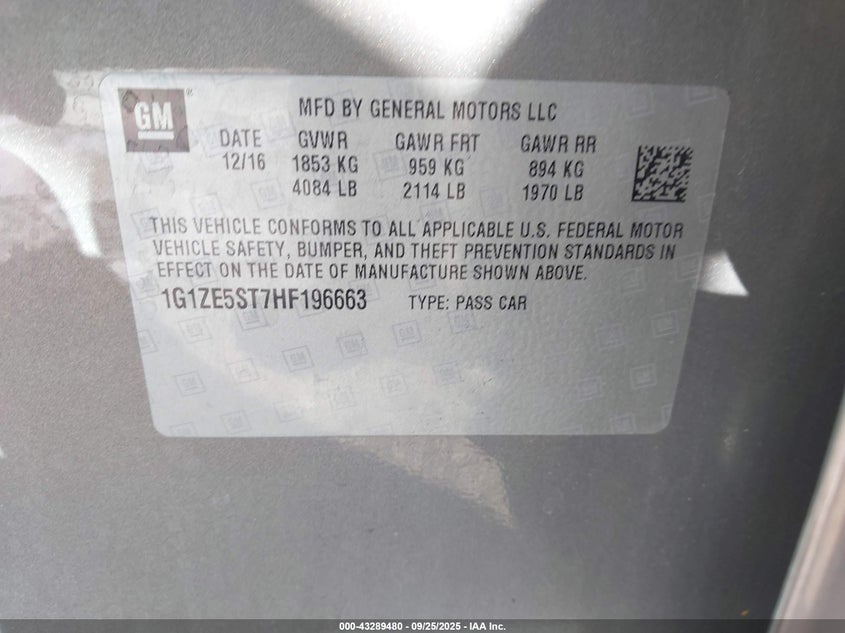 GM
MFD BY GENERAL MOTORS LLC
DATE GVWR GAWR FRT GAWR RR
12/16 1853 KG 959 KG 894 KG
4084 LB 2114 LB 1970 LB
THIS VEHICLE CONFORMS TO ALL APPLICABLE U.S. FEDERAL MOTOR
VEHICLE SAFETY, BUMPER, AND THEFT PREVENTION STANDARDS IN
EFFECT ON THE DATE OF MANUFACTURE SHOWN ABOVE.
1G1ZE5ST7HF196663 TYPE: PASS CAR
000-43289480 - 09/25/2025 - IAA Inc.